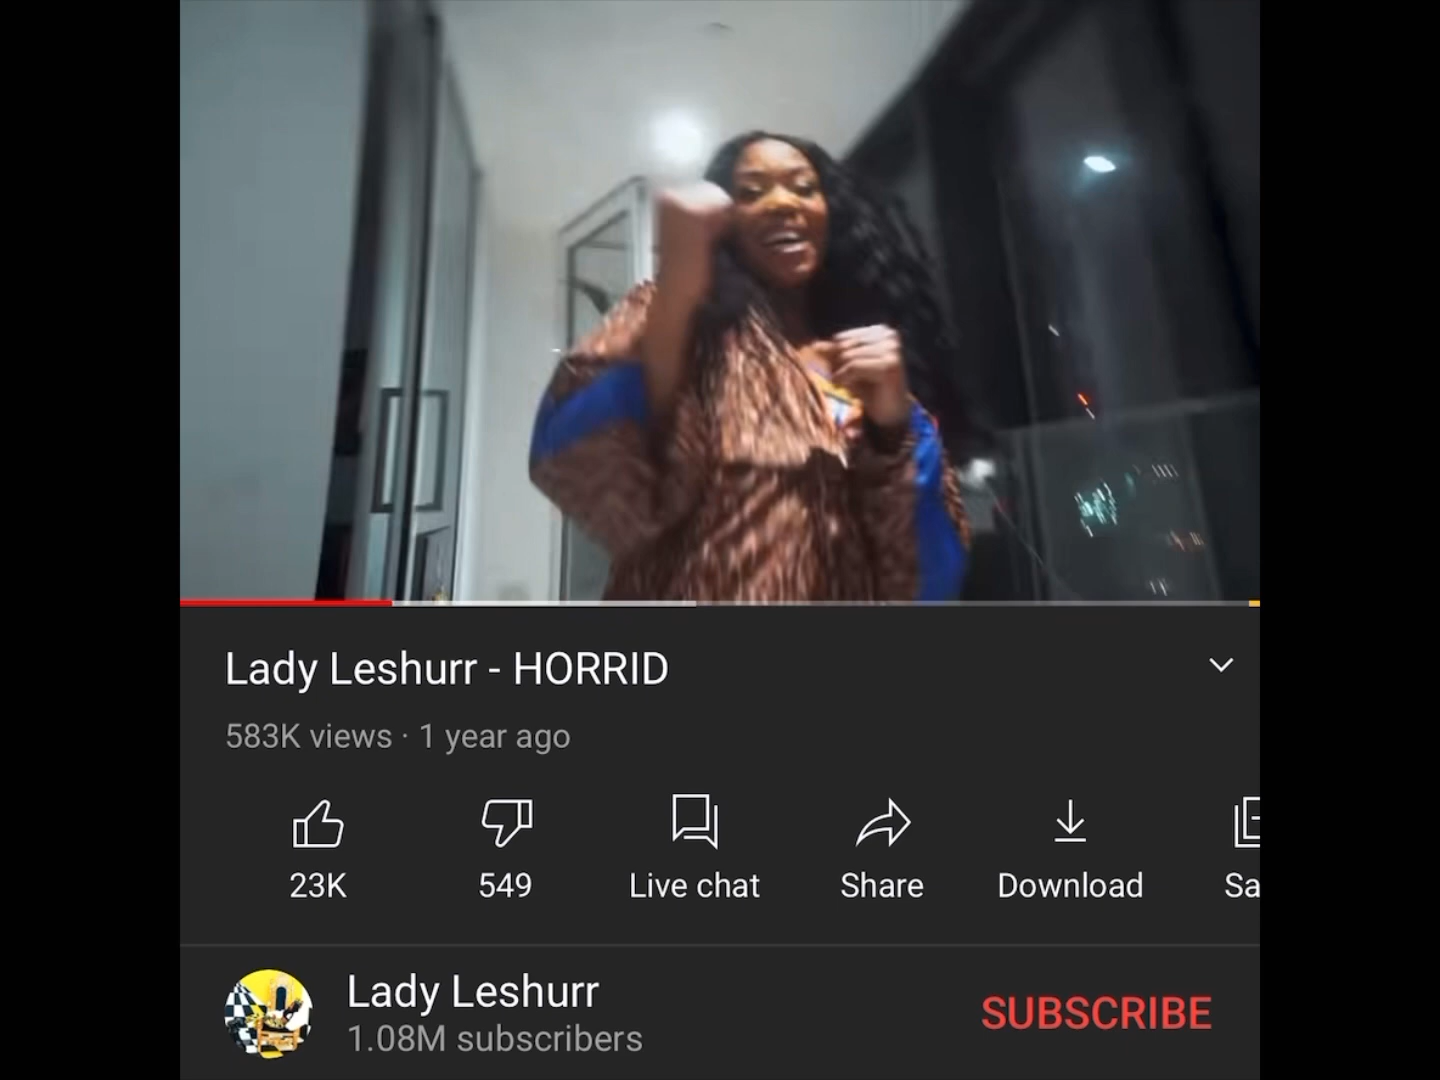 Lady Leshurr - HORRID
583K views · 1 year ago
23K
549
Live chat
Share
Download
Sa
Lady Leshurr
1.08M subscribers
SUBSCRIBE